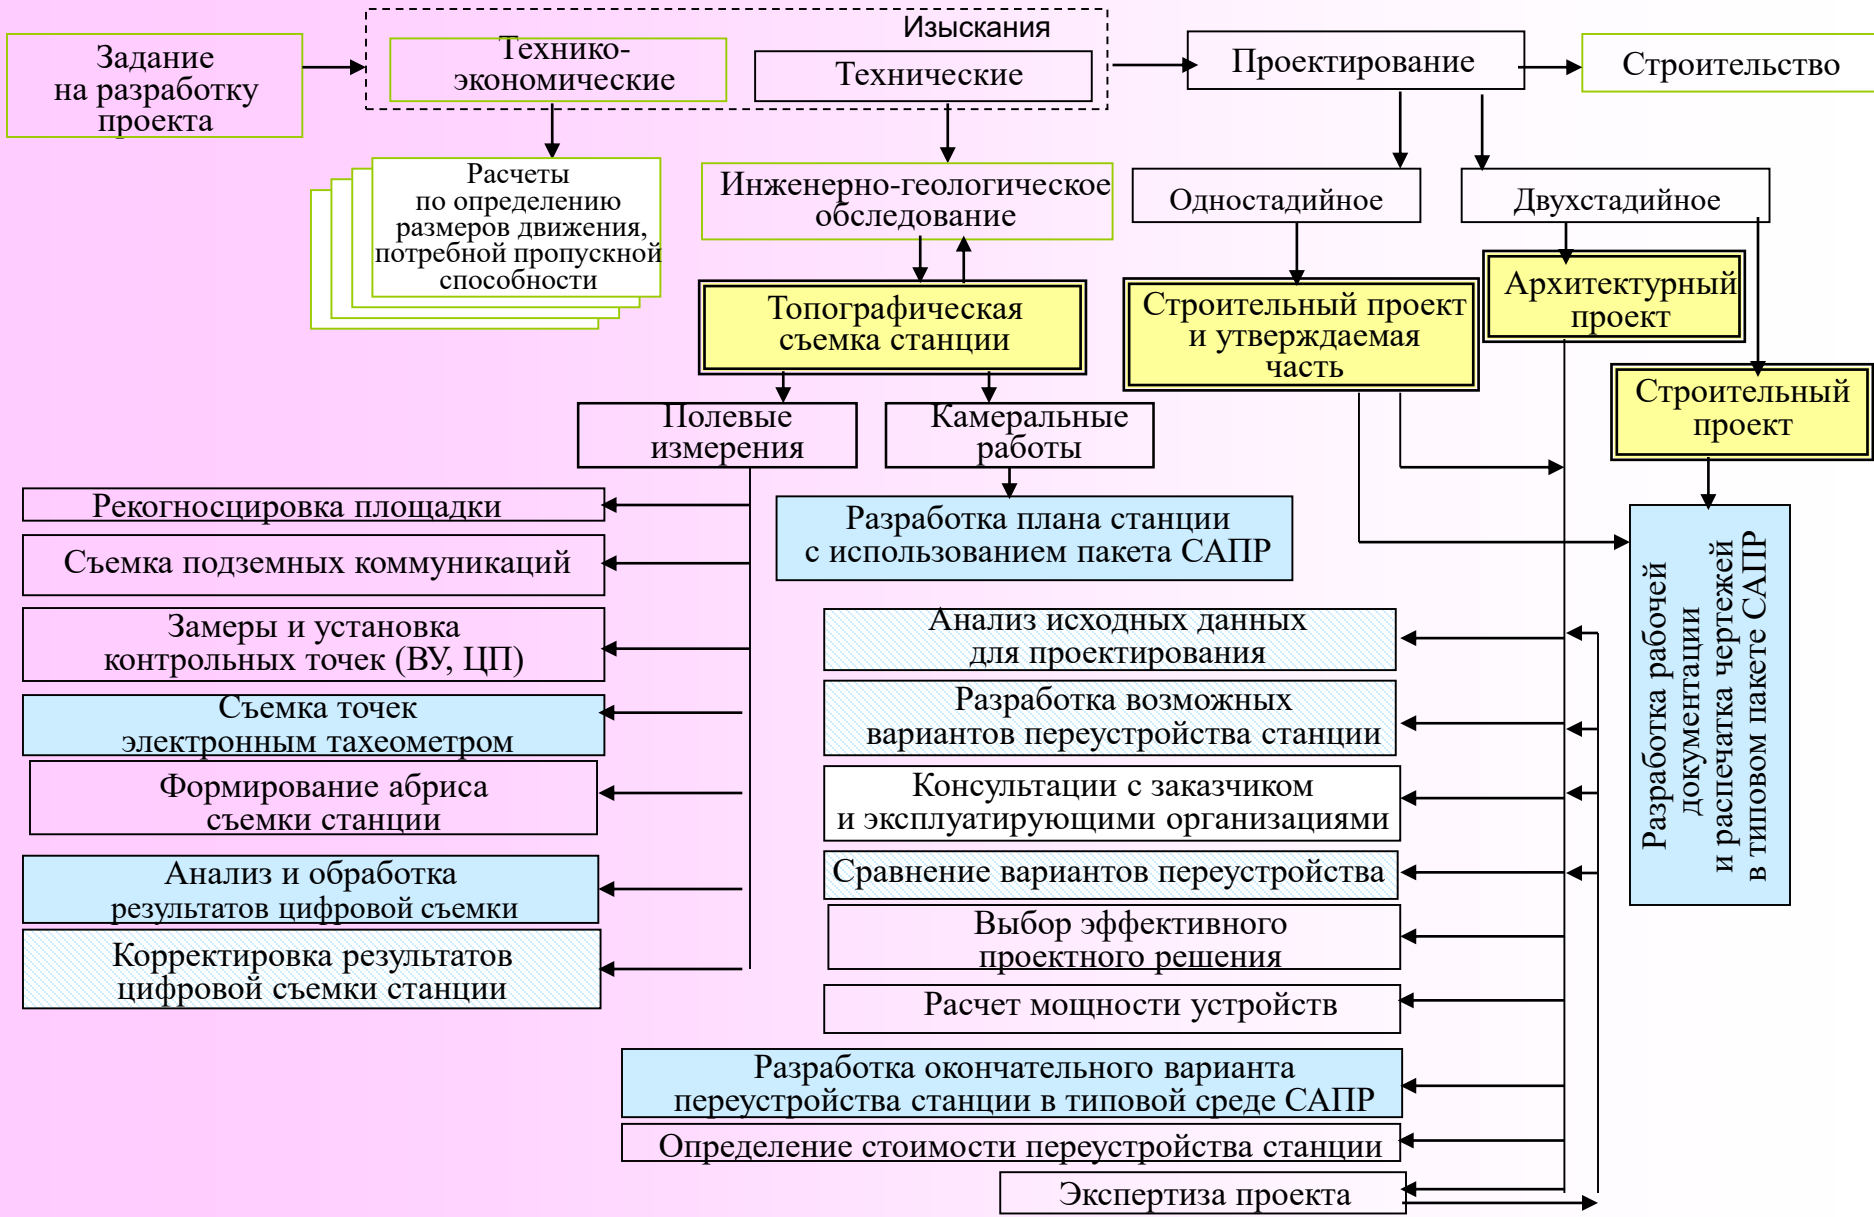 Изыскания
Задание
на разработку
проекта
Технико-
экономические
Технические
Проектирование
Строительство
Расчеты
по определению
размеров движения,
потребной пропускной
способности
Инженерно-геологическое
обследование
Одностадийное
Двухстадийное
Топографическая
съемка станции
Строительный проект
и утверждаемая
часть
Архитектурный
проект
Строительный
проект
Полевые
измерения
Камеральные
работы
Рекогносцировка площадки
Съемка подземных коммуникаций
Замеры и установка
контрольных точек (ВУ, ЦП)
Съемка точек
электронным тахеометром
Формирование абриса
съемки станции
Анализ и обработка
результатов цифровой съемки
Корректировка результатов
цифровой съемки станции
Разработка плана станции
с использованием пакета САПР
Анализ исходных данных
для проектирования
Разработка возможных
вариантов переустройства станции
Консультации с заказчиком
и эксплуатирующими организациями
Сравнение вариантов переустройства
Выбор эффективного
проектного решения
Расчет мощности устройств
Разработка окончательного варианта
переустройства станции в типовой среде САПР
Определение стоимости переустройства станции
Экспертиза проекта
Разработка рабочей
документации
и распечатка чертежей
в типовом пакете САПР